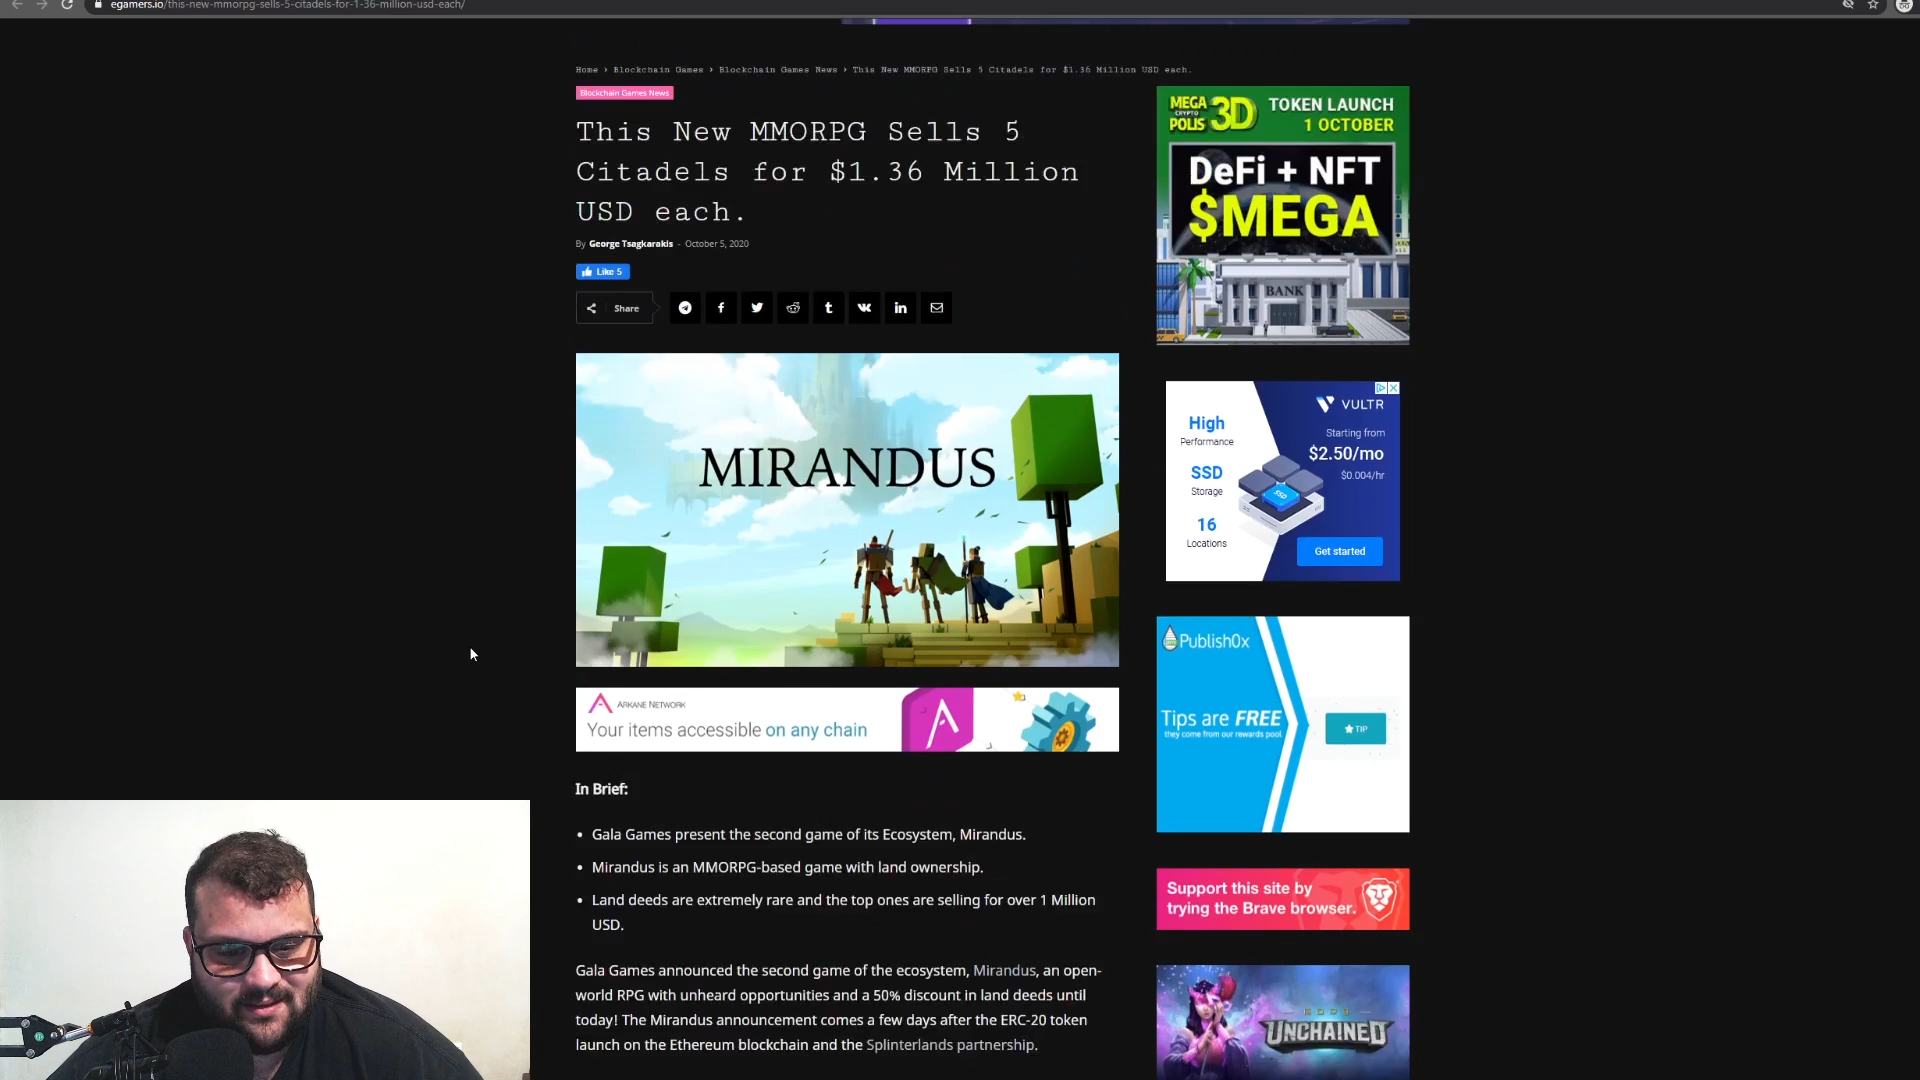 egamers.io/this-new-mmorpg-sells-5-citadels-for-1-36-million-usd-each/
Home › Blockchain Games › Blockchain Games News › This New MMORPG Sells 5 Citadels for $1.36 Million USD each.
Blockchain Games News
This New MMORPG Sells 5
Citadels for $1.36 Million
USD each.
By George Tsagkarakis - October 5, 2020
Like 5
Share
MIRANDUS
ARKANE NETWORK
Your items accessible on any chain
In Brief:
• Gala Games present the second game of its Ecosystem, Mirandus.
• Mirandus is an MMORPG-based game with land ownership.
• Land deeds are extremely rare and the top ones are selling for over 1 Million
USD.
Gala Games announced the second game of the ecosystem, Mirandus, an open-
world RPG with unheard opportunities and a 50% discount in land deeds until
today! The Mirandus announcement comes a few days after the ERC-20 token
launch on the Ethereum blockchain and the Splinterlands partnership.
MEGA
CRYPTO
POLIS 3D
TOKEN LAUNCH
1 OCTOBER
DeFi + NFT
$MEGA
BANK
VULTR
High
Performance
SSD
Storage
16
Locations
Starting from
$2.50/mo
$0.004/hr
SSD
Get started
Publish0x
Tips are FREE
they come from our rewards pool
TIP
Support this site by
trying the Brave browser.
GODS
UNCHAINED